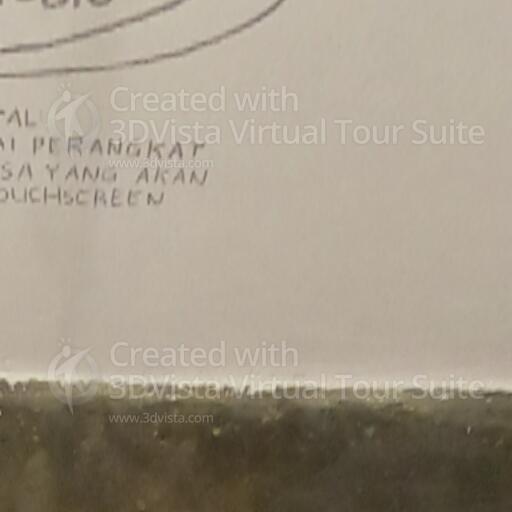 TAL
AI PERANGKAT
SA YANG AKAN
OUCHSCREEN
Created with
3DVista Virtual Tour Suite
www.3dvista.com
Created with
3DVista Virtual Tour Suite
www.3dvista.com